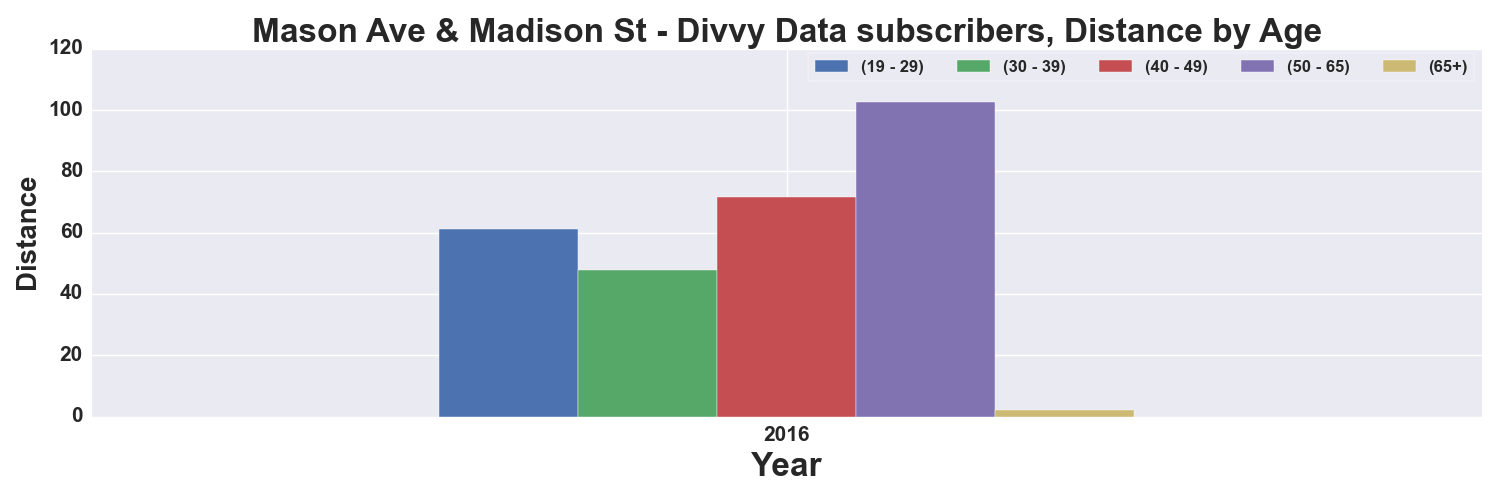 Mason Ave & Madison St - Divvy Data subscribers, Distance by Age
(19 - 29) (30 - 39) (40 - 49) (50 - 65) (65+)
Distance
120
100
80
60
40
20
0
2016
Year